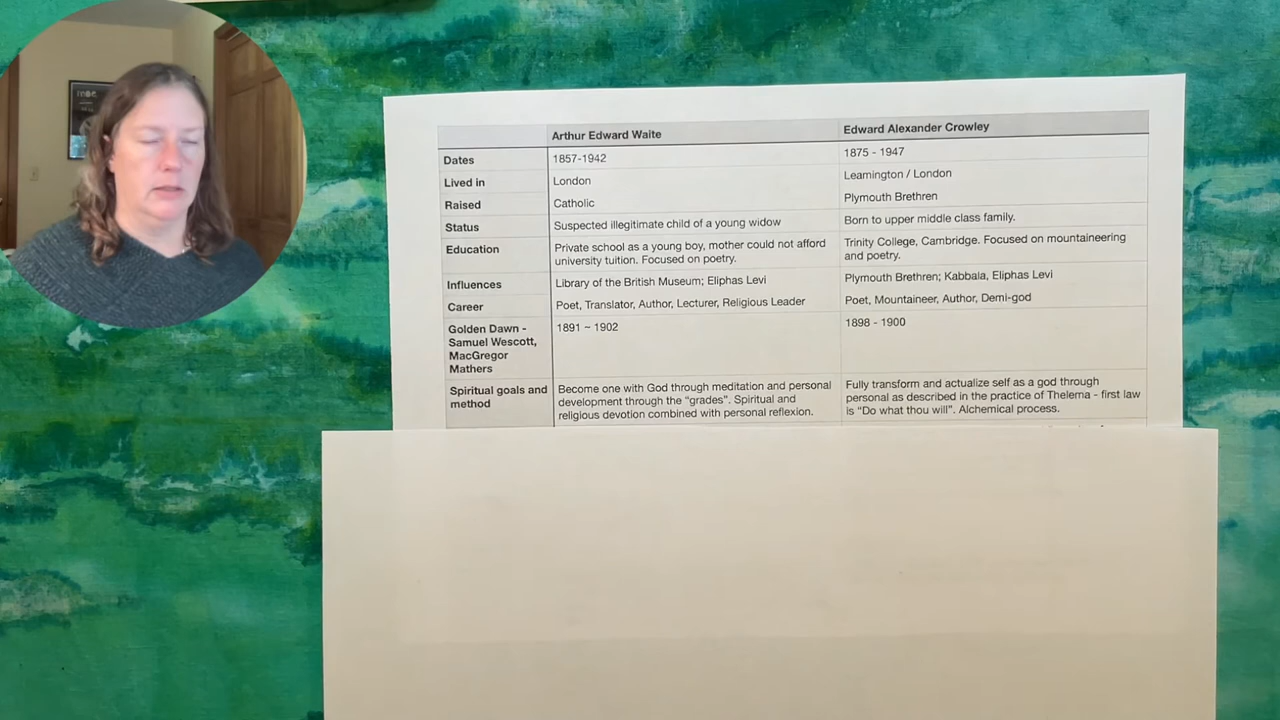 moe.
Arthur Edward Waite Edward Alexander Crowley
Dates 1857-1942 1875 - 1947
Lived in London Leamington / London
Raised Catholic Plymouth Brethren
Status Suspected illegitimate child of a young widow Born to upper middle class family.
Education Private school as a young boy, mother could not afford Trinity College, Cambridge. Focused on mountaineering
university tuition. Focused on poetry. and poetry.
Influences Library of the British Museum; Eliphas Levi Plymouth Brethren; Kabbala, Eliphas Levi
Career Poet, Translator, Author, Lecturer, Religious Leader Poet, Mountaineer, Author, Demi-god
Golden Dawn - 1891 ~ 1902 1898 - 1900
Samuel Wescott,
MacGregor
Mathers
Spiritual goals and Become one with God through meditation and personal Fully transform and actualize self as a god through
method development through the "grades". Spiritual and personal as described in the practice of Thelema - first law
religious devotion combined with personal reflexion. is "Do what thou will". Alchemical process.